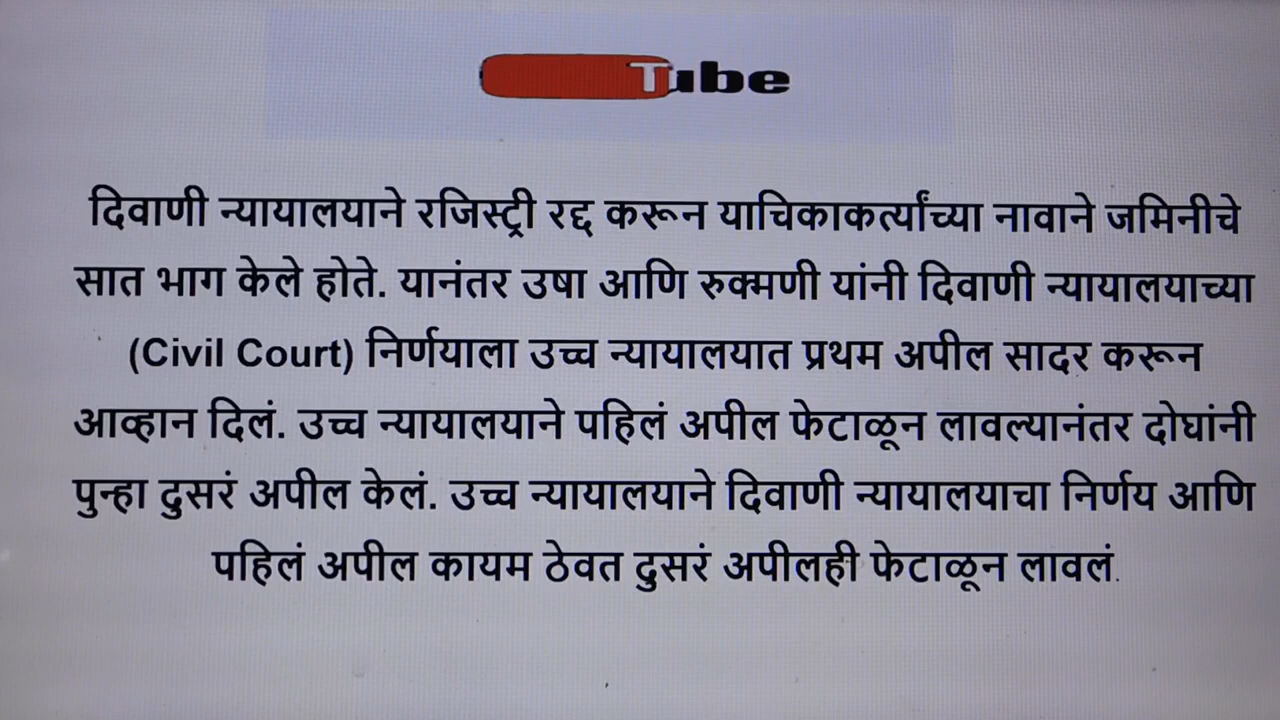 Tube
दिवाणी न्यायालयाने रजिस्ट्री रद्द करून याचिकाकर्त्यांच्या नावाने जमिनीचे
सात भाग केले होते. यानंतर उषा आणि रुक्मणी यांनी दिवाणी न्यायालयाच्या
(Civil Court) निर्णयाला उच्च न्यायालयात प्रथम अपील सादर करून
आव्हान दिलं. उच्च न्यायालयाने पहिलं अपील फेटाळून लावल्यानंतर दोघांनी
पुन्हा दुसरं अपील केलं. उच्च न्यायालयाने दिवाणी न्यायालयाचा निर्णय आणि
पहिलं अपील कायम ठेवत दुसरं अपीलही फेटाळून लावलं.